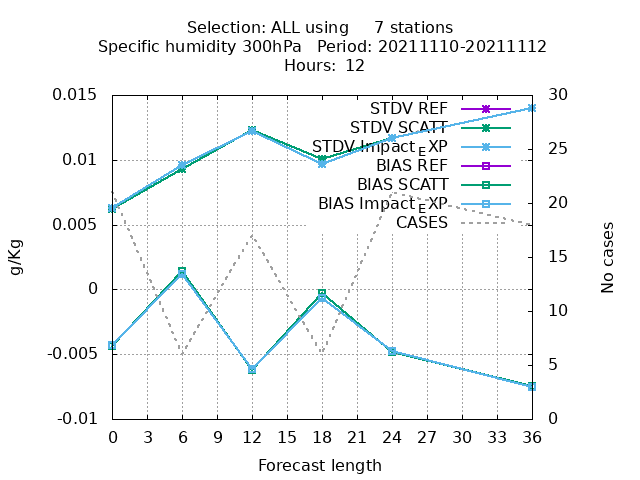 Selection: ALL using     7 stations
Specific humidity 300hPa   Period: 20211110-20211112
Hours: 12
0.015
0.01
0.005
0
-0.005
-0.01
g/Kg
STDV REF
STDV SCATT
STDV Impact_EXP
BIAS REF
BIAS SCATT
BIAS Impact_EXP
CASES
30
25
20
15
10
5
0
No cases
0 3 6 9 12 15 18 21 24 27 30 33 36
Forecast length